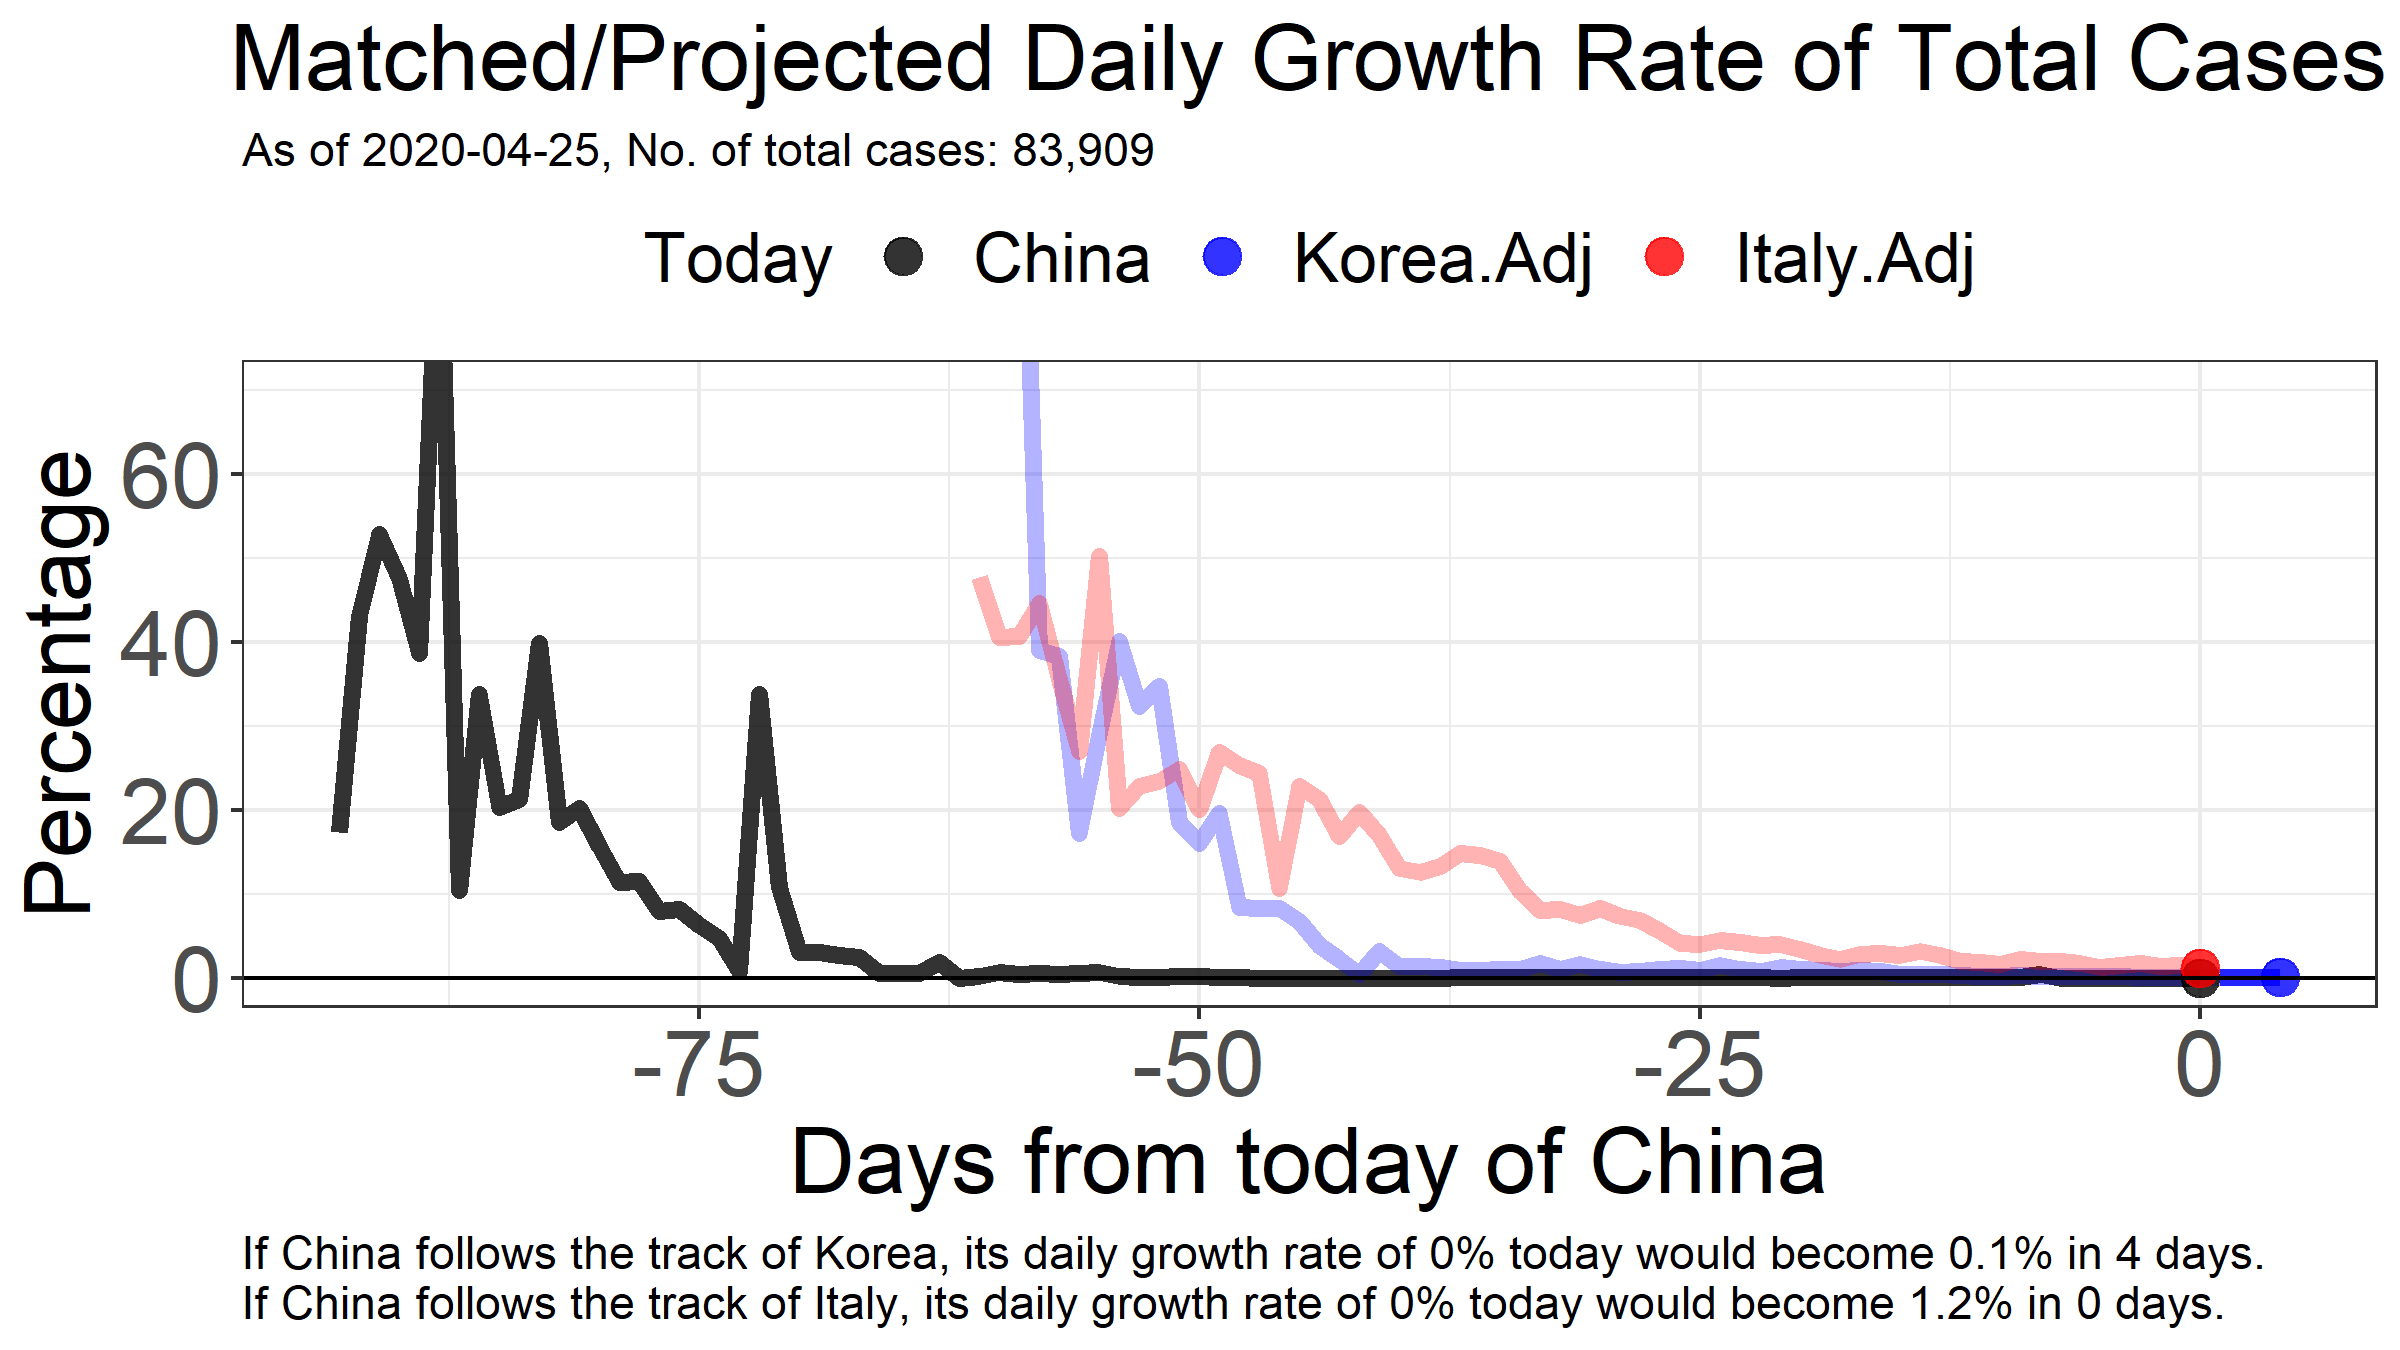 Matched/Projected Daily Growth Rate of Total Cases
As of 2020-04-25, No. of total cases: 83,909
Today China Korea.Adj Italy.Adj
Percentage
60
40
20
0
-75 -50 -25 0
Days from today of China
If China follows the track of Korea, its daily growth rate of 0% today would become 0.1% in 4 days.
If China follows the track of Italy, its daily growth rate of 0% today would become 1.2% in 0 days.